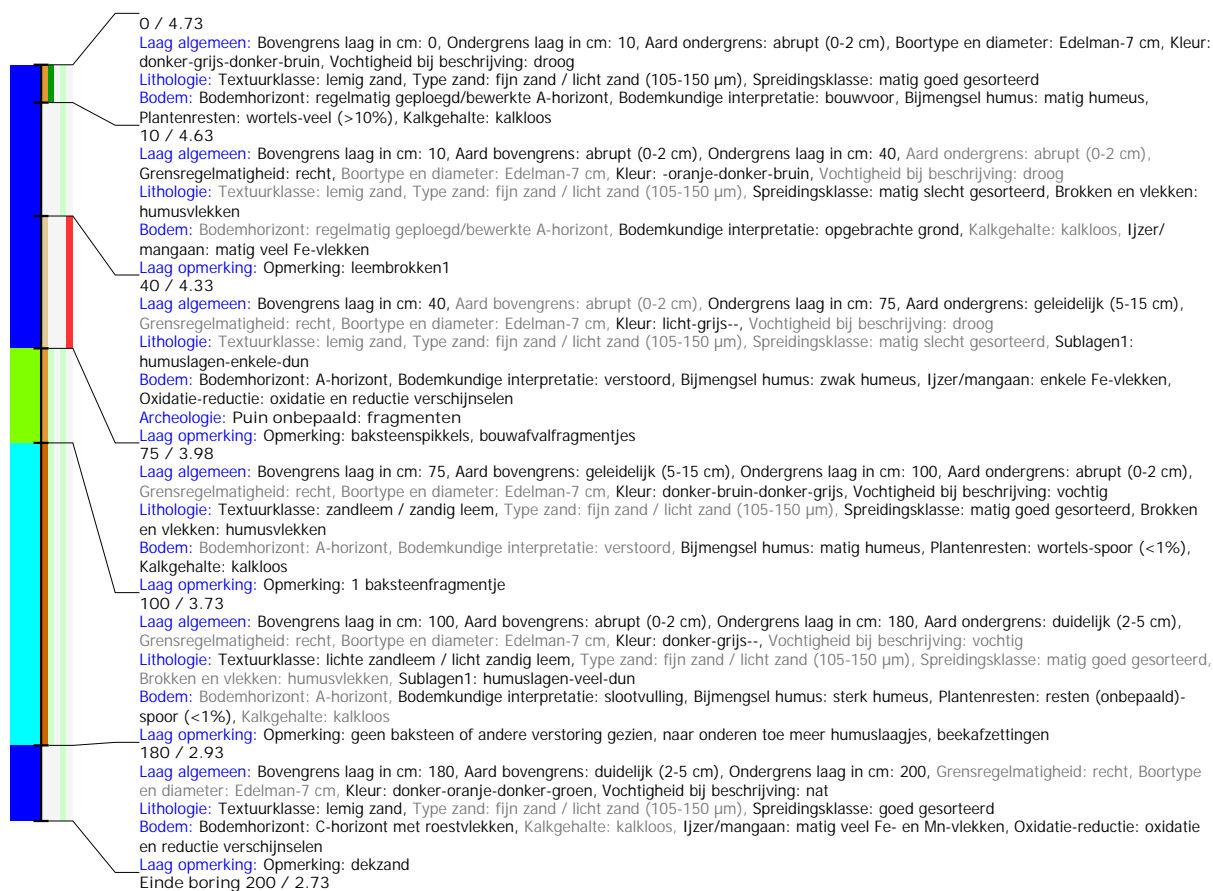 0 / 4.73
Laag algemeen: Bovengrens laag in cm: 0, Ondergrens laag in cm: 10, Aard ondergrens: abrupt (0-2 cm), Boortype en diameter: Edelman-7 cm, Kleur:
donker-grijs-donker-bruin, Vochtigheid bij beschrijving: droog
Lithologie: Textuurklasse: lemig zand, Type zand: fijn zand / licht zand (105-150 µm), Spreidingsklasse: matig goed gesorteerd
Bodem: Bodemhorizont: regelmatig geploegd/bewerkte A-horizont, Bodemkundige interpretatie: bouwvoor, Bijmengsel humus: matig humeus,
Plantenresten: wortels-veel (>10%), Kalkgehalte: kalkloos
10 / 4.63
Laag algemeen: Bovengrens laag in cm: 10, Aard bovengrens: abrupt (0-2 cm), Ondergrens laag in cm: 40, Aard ondergrens: abrupt (0-2 cm),
Grensregelmatigheid: recht, Boortype en diameter: Edelman-7 cm, Kleur: -oranje-donker-bruin, Vochtigheid bij beschrijving: droog
Lithologie: Textuurklasse: lemig zand, Type zand: fijn zand / licht zand (105-150 µm), Spreidingsklasse: matig slecht gesorteerd, Brokken en vlekken:
humusvlekken
Bodem: Bodemhorizont: regelmatig geploegd/bewerkte A-horizont, Bodemkundige interpretatie: opgebrachte grond, Kalkgehalte: kalkloos, Ijzer/
mangaan: matig veel Fe-vlekken
Laag opmerking: Opmerking: leembrokken1
40 / 4.33
Laag algemeen: Bovengrens laag in cm: 40, Aard bovengrens: abrupt (0-2 cm), Ondergrens laag in cm: 75, Aard ondergrens: geleidelijk (5-15 cm),
Grensregelmatigheid: recht, Boortype en diameter: Edelman-7 cm, Kleur: licht-grijs--, Vochtigheid bij beschrijving: droog
Lithologie: Textuurklasse: lemig zand, Type zand: fijn zand / licht zand (105-150 µm), Spreidingsklasse: matig slecht gesorteerd, Sublagen1:
humuslagen-enkele-dun
Bodem: Bodemhorizont: A-horizont, Bodemkundige interpretatie: verstoord, Bijmengsel humus: zwak humeus, Ijzer/mangaan: enkele Fe-vlekken,
Oxidatie-reductie: oxidatie en reductie verschijnselen
Archeologie: Puin onbepaald: fragmenten
Laag opmerking: Opmerking: baksteenspikkels, bouwafvalfragmentjes
75 / 3.98
Laag algemeen: Bovengrens laag in cm: 75, Aard bovengrens: geleidelijk (5-15 cm), Ondergrens laag in cm: 100, Aard ondergrens: abrupt (0-2 cm),
Grensregelmatigheid: recht, Boortype en diameter: Edelman-7 cm, Kleur: donker-bruin-donker-grijs, Vochtigheid bij beschrijving: vochtig
Lithologie: Textuurklasse: zandleem / zandig leem, Type zand: fijn zand / licht zand (105-150 µm), Spreidingsklasse: matig goed gesorteerd, Brokken
en vlekken: humusvlekken
Bodem: Bodemhorizont: A-horizont, Bodemkundige interpretatie: verstoord, Bijmengsel humus: matig humeus, Plantenresten: wortels-spoor (<1%),
Kalkgehalte: kalkloos
Laag opmerking: Opmerking: 1 baksteenfragmentje
100 / 3.73
Laag algemeen: Bovengrens laag in cm: 100, Aard bovengrens: abrupt (0-2 cm), Ondergrens laag in cm: 180, Aard ondergrens: duidelijk (2-5 cm),
Grensregelmatigheid: recht, Boortype en diameter: Edelman-7 cm, Kleur: donker-grijs--, Vochtigheid bij beschrijving: vochtig
Lithologie: Textuurklasse: lichte zandleem / licht zandig leem, Type zand: fijn zand / licht zand (105-150 µm), Spreidingsklasse: matig goed gesorteerd,
Brokken en vlekken: humusvlekken, Sublagen1: humuslagen-veel-dun
Bodem: Bodemhorizont: A-horizont, Bodemkundige interpretatie: slootvulling, Bijmengsel humus: sterk humeus, Plantenresten: resten (onbepaald)-
spoor (<1%), Kalkgehalte: kalkloos
Laag opmerking: Opmerking: geen baksteen of andere verstoring gezien, naar onderen toe meer humuslaagjes, beekafzettingen
180 / 2.93
Laag algemeen: Bovengrens laag in cm: 180, Aard bovengrens: duidelijk (2-5 cm), Ondergrens laag in cm: 200, Grensregelmatigheid: recht, Boortype
en diameter: Edelman-7 cm, Kleur: donker-oranje-donker-groen, Vochtigheid bij beschrijving: nat
Lithologie: Textuurklasse: lemig zand, Type zand: fijn zand / licht zand (105-150 µm), Spreidingsklasse: goed gesorteerd
Bodem: Bodemhorizont: C-horizont met roestvlekken, Kalkgehalte: kalkloos, Ijzer/mangaan: matig veel Fe- en Mn-vlekken, Oxidatie-reductie: oxidatie
en reductie verschijnselen
Laag opmerking: Opmerking: dekzand
Einde boring 200 / 2.73